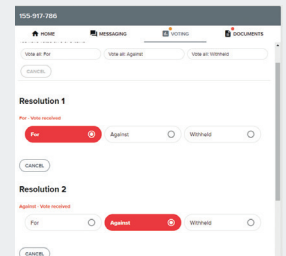 155-917-786
HOME MESSAGING VOTING DOCUMENTS
Vote all: For Vote all: Against Vote all: Withheld
CANCEL
Resolution 1
For - Vote received
For Against Withheld
CANCEL
Resolution 2
Against - Vote received
For Against Withheld
CANCEL